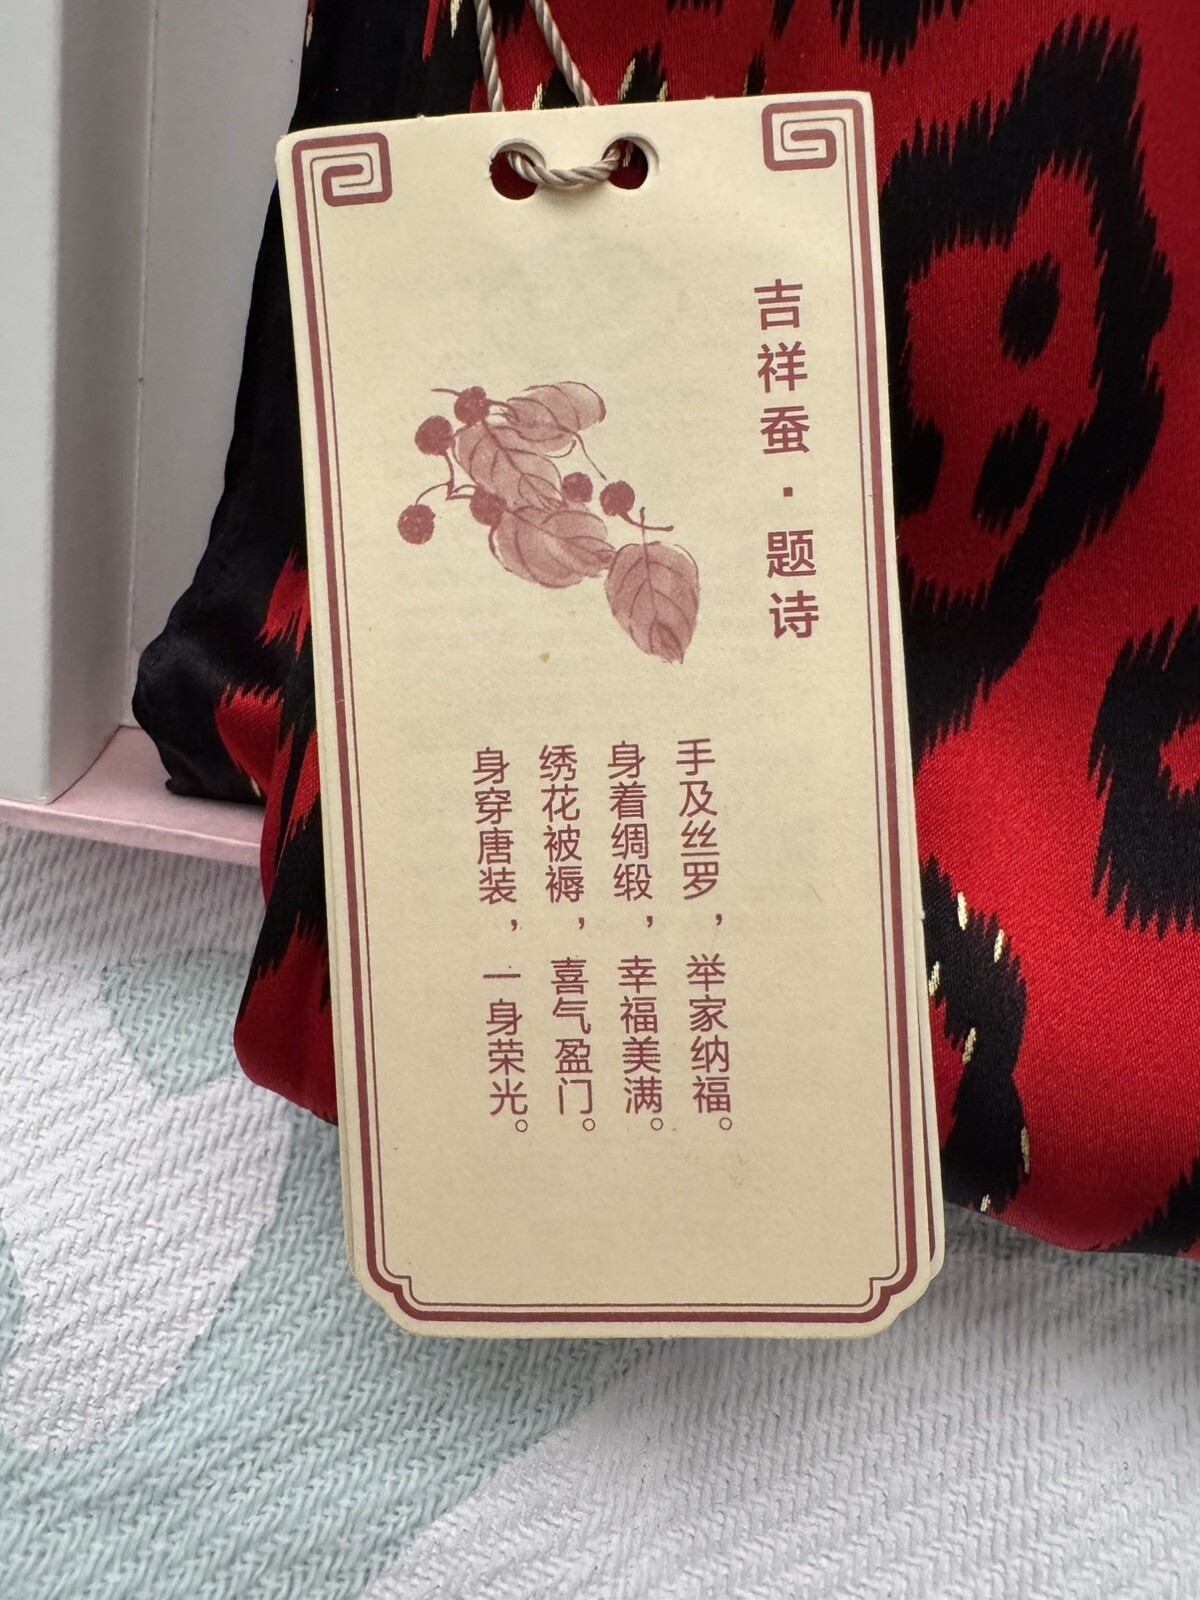 吉祥蚕·题诗
手及丝罗，举家纳福。
身着绸缎，幸福美满。
绣花被褥，喜气盈门。
身穿唐装，一身荣光。